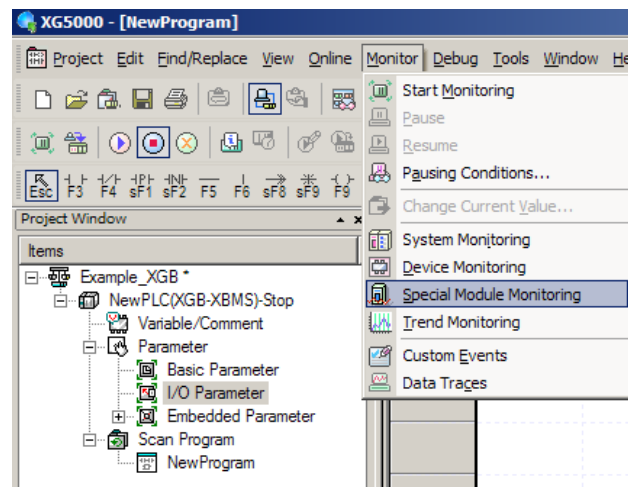 XG5000 - [NewProgram]
Project Edit Find/Replace View Online Monitor Debug Tools Window He
Start Monitoring
Pause
Resume
Pausing Conditions...
Change Current Value...
System Monitoring
Device Monitoring
Special Module Monitoring
Trend Monitoring
Custom Events
Data Traces
Esc F3 F4 sF1 sF2 F5 F6 sF8 sF9 F9
Project Window
Items
Example_XGB *
NewPLC(XGB-XBMS)-Stop
Variable/Comment
Parameter
Basic Parameter
I/O Parameter
Embedded Parameter
Scan Program
NewProgram